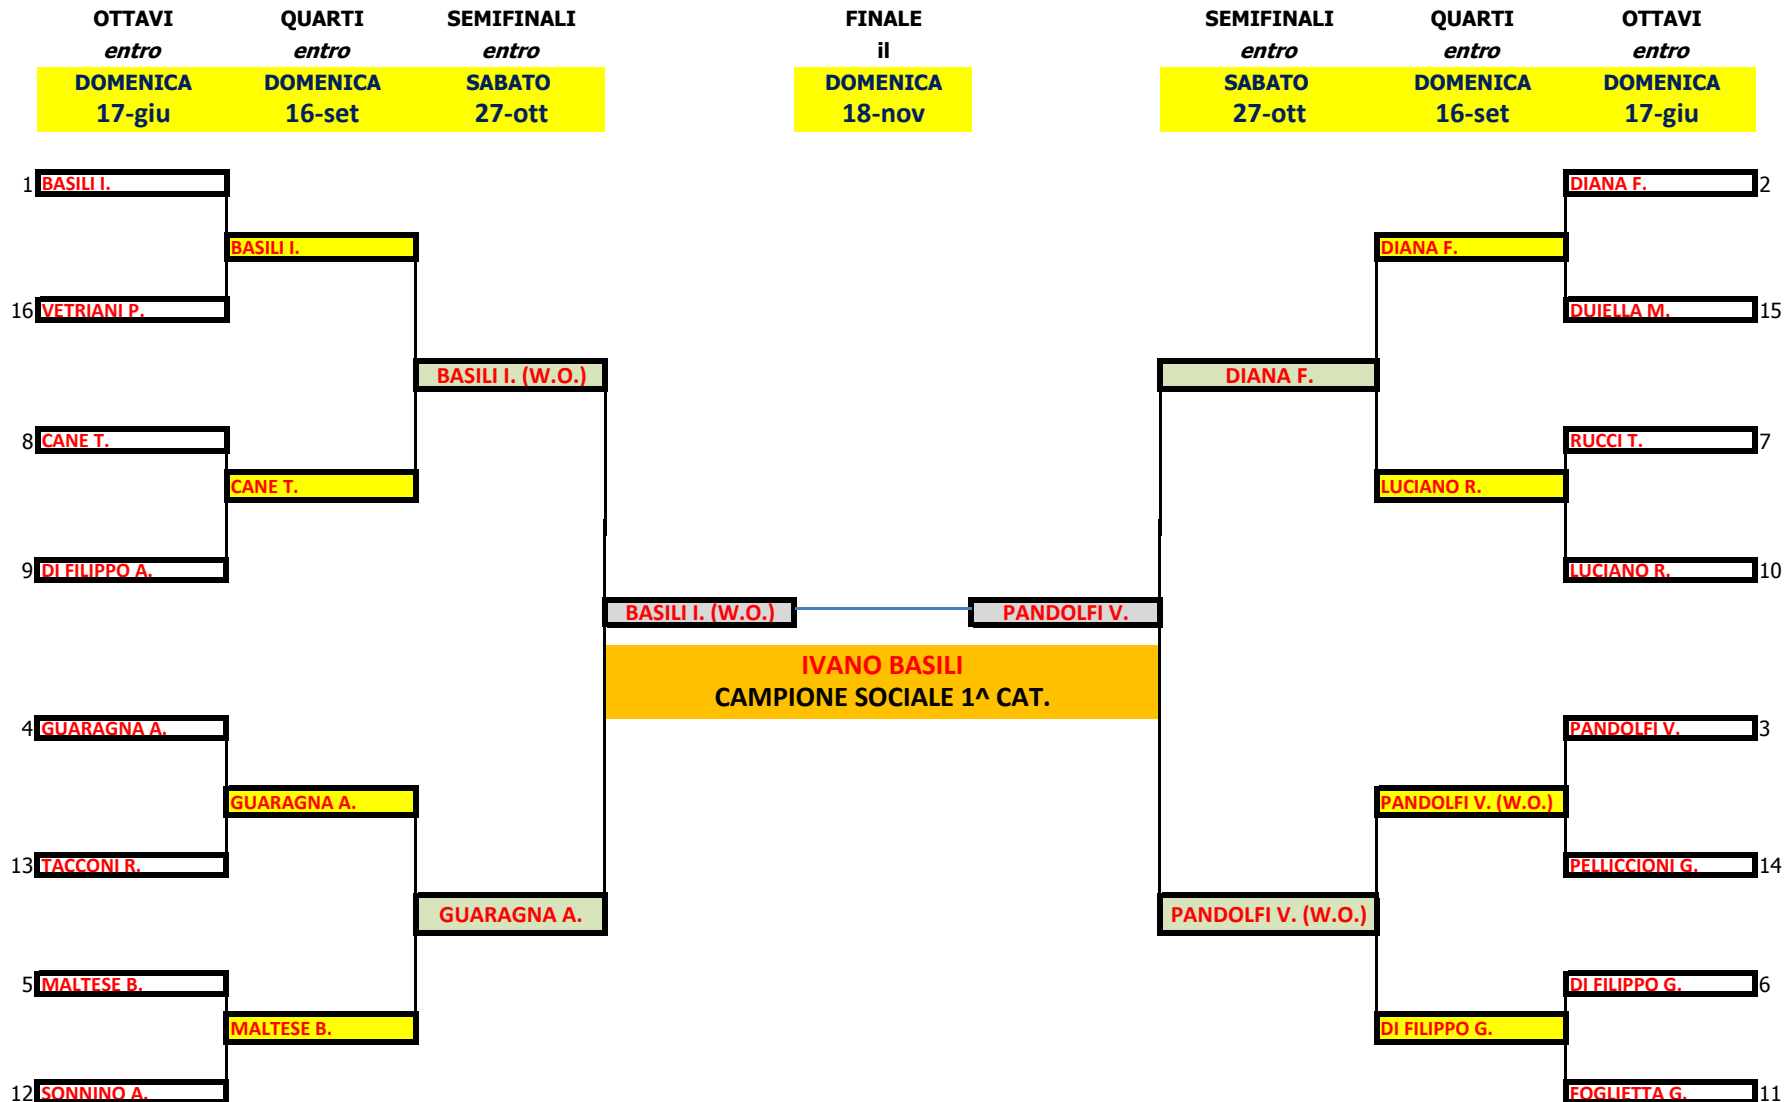 OTTAVI QUARTI SEMIFINALI FINALE SEMIFINALI QUARTI OTTAVI
entro entro entro il entro entro entro
DOMENICA DOMENICA SABATO DOMENICA SABATO DOMENICA DOMENICA
17-giu 16-set 27-ott 18-nov 27-ott 16-set 17-giu
1 BASILI I. DIANA F. 2
BASILI I. DIANA F.
16 VETRIANI P. DUIELLA M. 15
BASILI I. (W.O.) DIANA F.
8 CANE T. RUCCI T. 7
CANE T. LUCIANO R.
9 DI FILIPPO A. LUCIANO R. 10
BASILI I. (W.O.) PANDOLFI V.
IVANO BASILI
CAMPIONE SOCIALE 1^ CAT.
4 GUARAGNA A. PANDOLFI V. 3
GUARAGNA A. PANDOLFI V. (W.O.)
13 TACCONI R. PELLICCIONI G. 14
GUARAGNA A. PANDOLFI V. (W.O.)
5 MALTESE B. DI FILIPPO G. 6
MALTESE B. DI FILIPPO G.
12 SONNINO A. FOGLIETTA G. 11